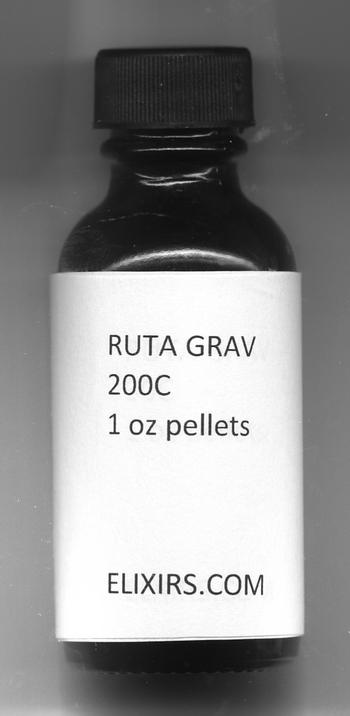 RUTA GRAV
200C
1 oz pellets
ELIXIRS.COM